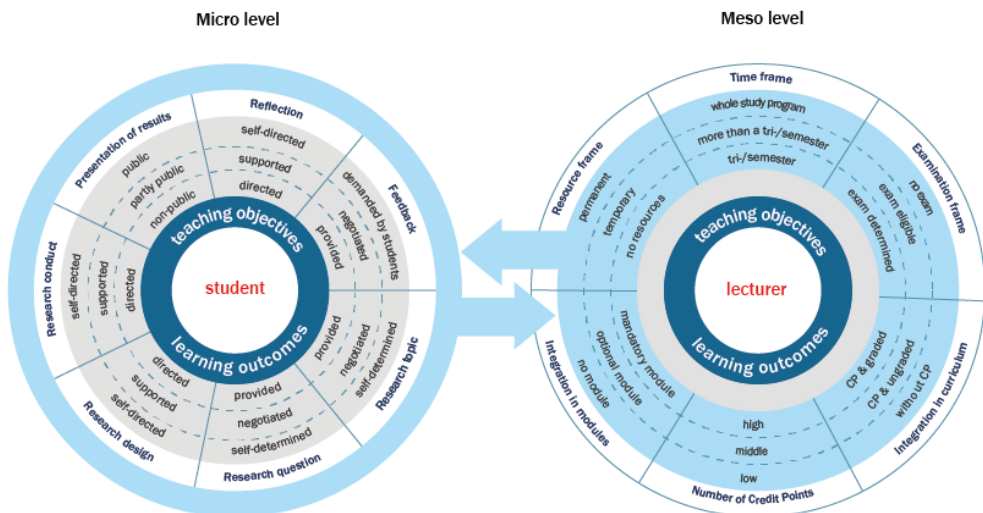 Micro level
Meso level
Reflection
self-directed
supported
directed
Feedback
demanded by students
negotiated
provided
Research topic
self-determined
negotiated
provided
Research question
self-determined
negotiated
provided
Research design
self-directed
supported
directed
Research conduct
self-directed
supported
directed
Presentation of results
public
partly public
non-public
teaching objectives
student
learning outcomes
Time frame
whole study program
more than a tri-/semester
tri-/semester
Examination frame
no exam
exam eligible
exam determined
Integration in curriculum
without CP
CP & ungraded
CP & graded
Number of Credit Points
low
middle
high
Integration in modules
no module
optional module
mandatory module
Resource frame
permanent
temporary
no resources
teaching objectives
lecturer
learning outcomes